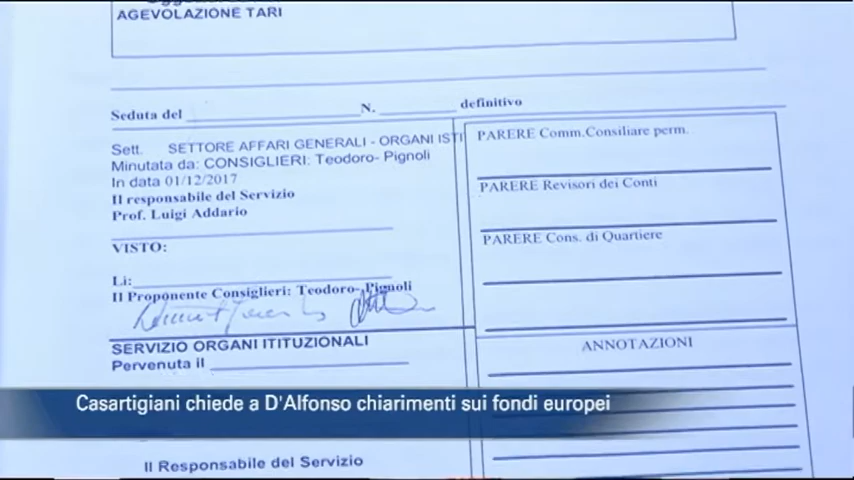 AGEVOLAZIONE TARI
Seduta del N. definitivo
Sett. SETTORE AFFARI GENERALI - ORGANI ISTI
Minutata da: CONSIGLIERI: Teodoro- Pignoli
In data 01/12/2017
Il responsabile del Servizio
Prof. Luigi Addario
VISTO:
Li:
Il Proponente Consiglieri: Teodoro- Pignoli
SERVIZIO ORGANI ITITUZIONALI
Pervenuta il
PARERE Comm.Consiliare perm.
PARERE Revisori dei Conti
PARERE Cons. di Quartiere
ANNOTAZIONI
Casartigiani chiede a D'Alfonso chiarimenti sui fondi europei
Il Responsabile del Servizio